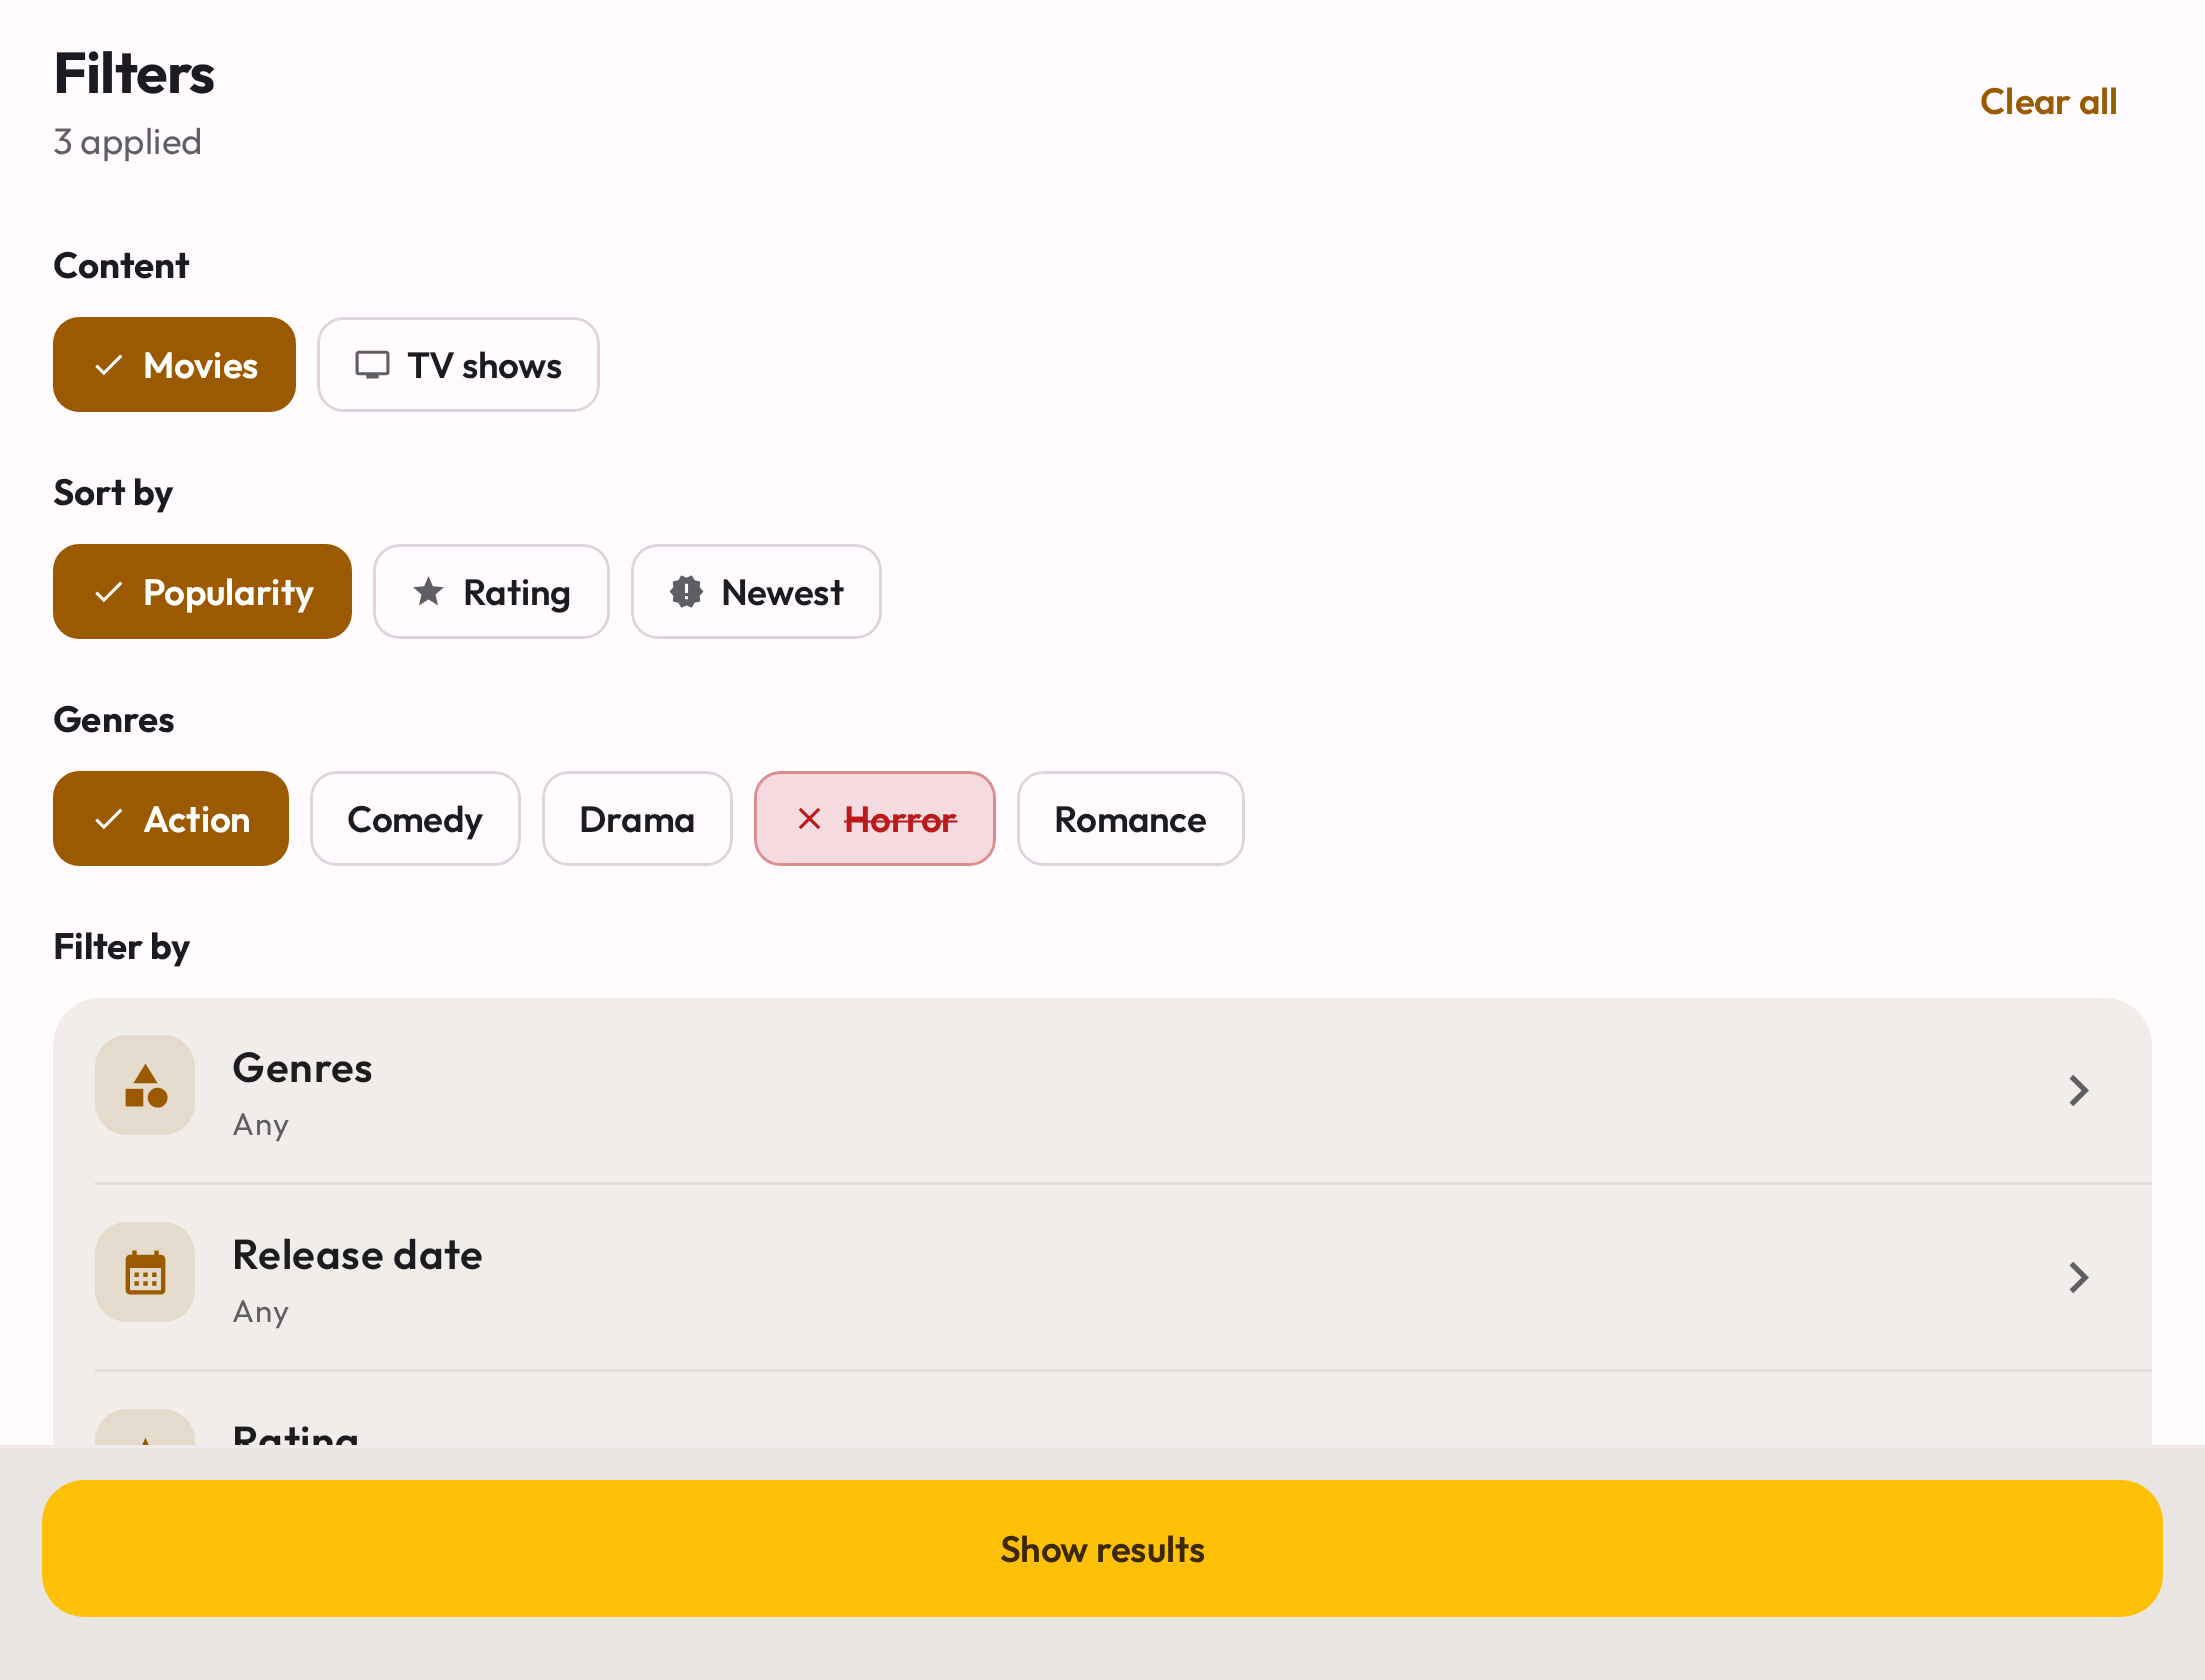 Filters
3 applied
Clear all
Content
Movies
TV shows
Sort by
Popularity
Rating
Newest
Genres
Action
Comedy
Drama
Horror
Romance
Filter by
Genres
Any
Release date
Any
Rating
Show results